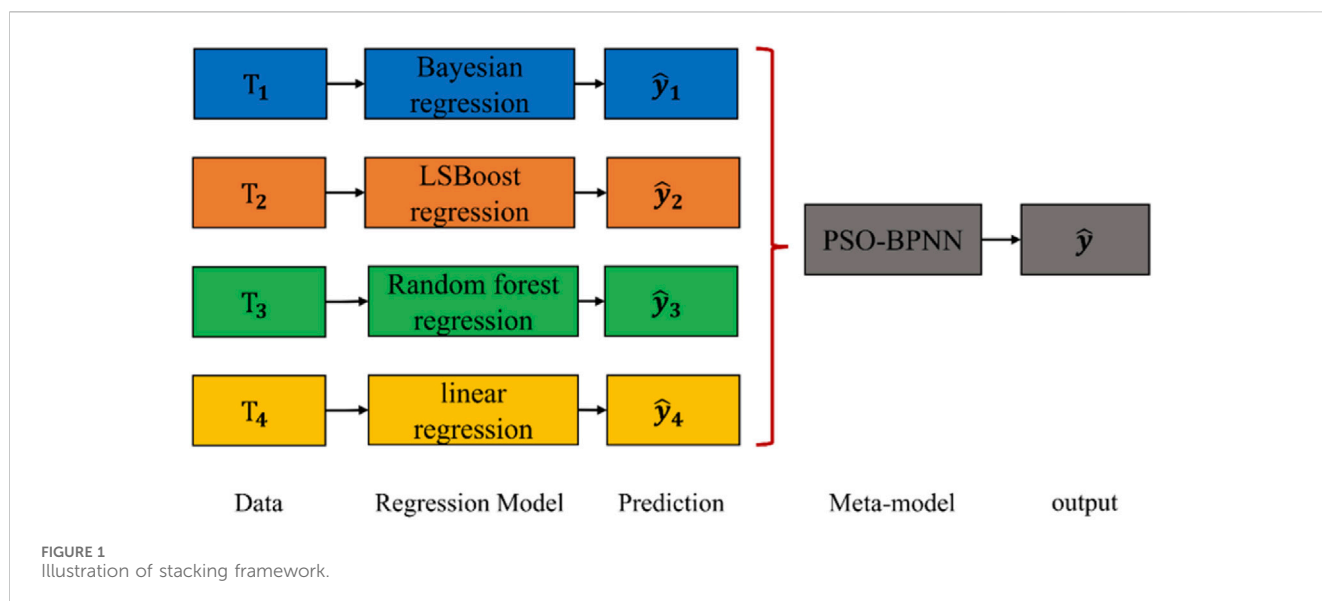 T₁
Bayesian
regression
ŷ₁
T₂
LSBoost
regression
ŷ₂
PSO-BPNN
ŷ
T₃
Random forest
regression
ŷ₃
T₄
linear
regression
ŷ₄
Data
Regression Model
Prediction
Meta-model
output
FIGURE 1
Illustration of stacking framework.